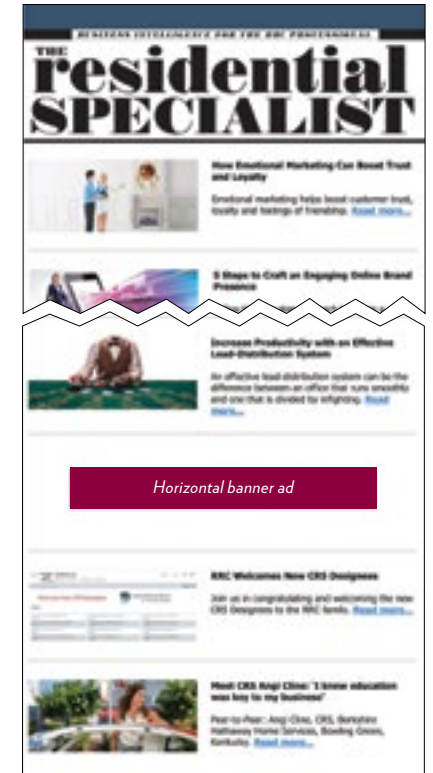 BUSINESS INTELLIGENCE FOR THE RRC PROFESSIONAL
THE
residential
SPECIALIST
How Emotional Marketing Can Boost Trust
and Loyalty
Emotional marketing helps boost customer trust,
loyalty and feelings of friendship. Read more...
5 Steps to Craft an Engaging Online Brand
Presence
Increase Productivity with an Effective
Lead-Distribution System
An effective lead-distribution system can be the
difference between an office that runs smoothly
and one that is divided by infighting. Read
more...
Horizontal banner ad
RRC Welcomes New CRS Designees
Join us in congratulating and welcoming the new
CRS Designees to the RRC family. Read more...
Meet CRS Angi Cline: 'I knew education
was key to my business'
Peer-to-Peer: Angi Cline, CRS, Berkshire
Hathaway Home Services, Bowling Green,
Kentucky. Read more...